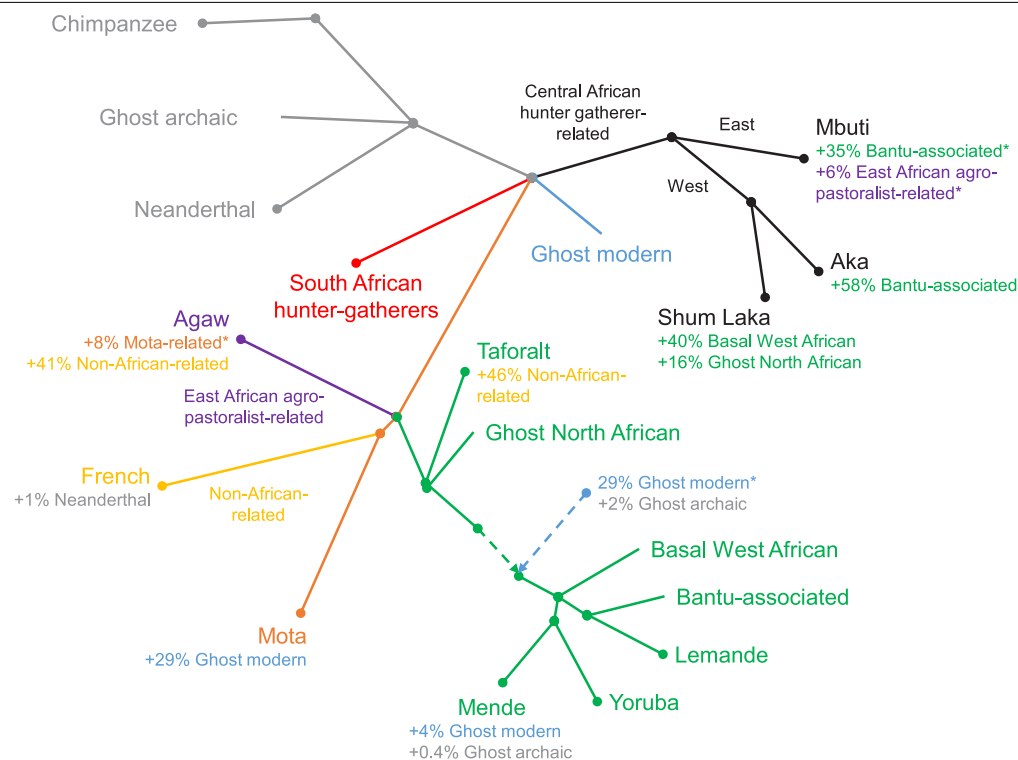 Chimpanzee
Ghost archaic
Neanderthal
Central African
hunter gatherer-
related
East
West
Mbuti
+35% Bantu-associated*
+6% East African agro-
pastoralist-related*
Aka
+58% Bantu-associated
Shum Laka
+40% Basal West African
+16% Ghost North African
Ghost modern
South African
hunter-gatherers
Agaw
+8% Mota-related*
+41% Non-African-related
East African agro-
pastoralist-related
Taforalt
+46% Non-African-
related
Ghost North African
French
+1% Neanderthal
Non-African-
related
29% Ghost modern*
+2% Ghost archaic
Basal West African
Bantu-associated
Lemande
Yoruba
Mende
+4% Ghost modern
+0.4% Ghost archaic
Mota
+29% Ghost modern